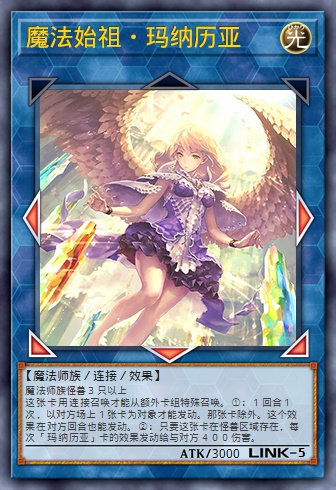 魔法始祖・玛纳历亚
光
【魔法师族／连接／效果】
魔法师族怪兽３只以上
这张卡用连接召唤才能从额外卡组特殊召唤。①：１回合１
次，以对方场上１张卡为对象才能发动。那张卡除外。这个效
果在对方回合也能发动。②：只要这张卡在怪兽区域存在，每
次「玛纳历亚」卡的效果发动给与对方４００伤害。
ATK/3000 LINK-5